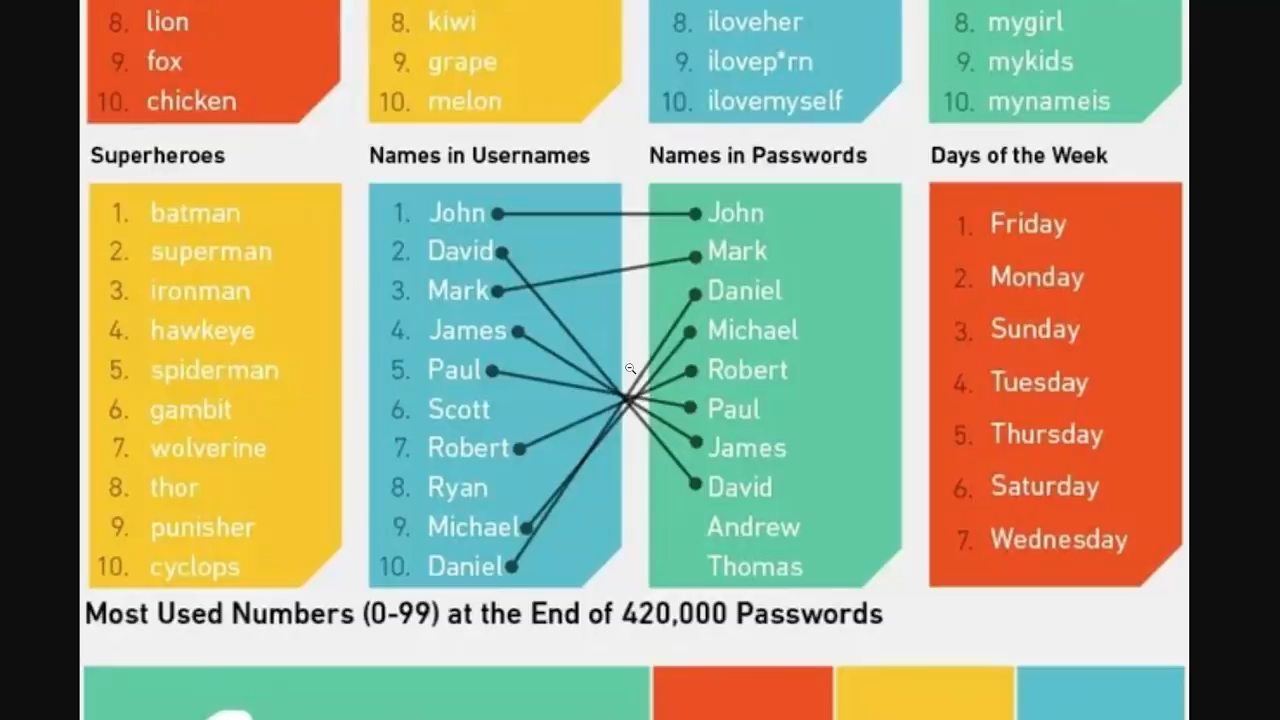 8. lion
9. fox
10. chicken
8. kiwi
9. grape
10. melon
8. iloveher
9. ilovep*rn
10. ilovemyself
8. mygirl
9. mykids
10. mynameis
Superheroes
1. batman
2. superman
3. ironman
4. hawkeye
5. spiderman
6. gambit
7. wolverine
8. thor
9. punisher
10. cyclops
Names in Usernames
1. John
2. David
3. Mark
4. James
5. Paul
6. Scott
7. Robert
8. Ryan
9. Michael
10. Daniel
Names in Passwords
John
Mark
Daniel
Michael
Robert
Paul
James
David
Andrew
Thomas
Days of the Week
1. Friday
2. Monday
3. Sunday
4. Tuesday
5. Thursday
6. Saturday
7. Wednesday
Most Used Numbers (0-99) at the End of 420,000 Passwords